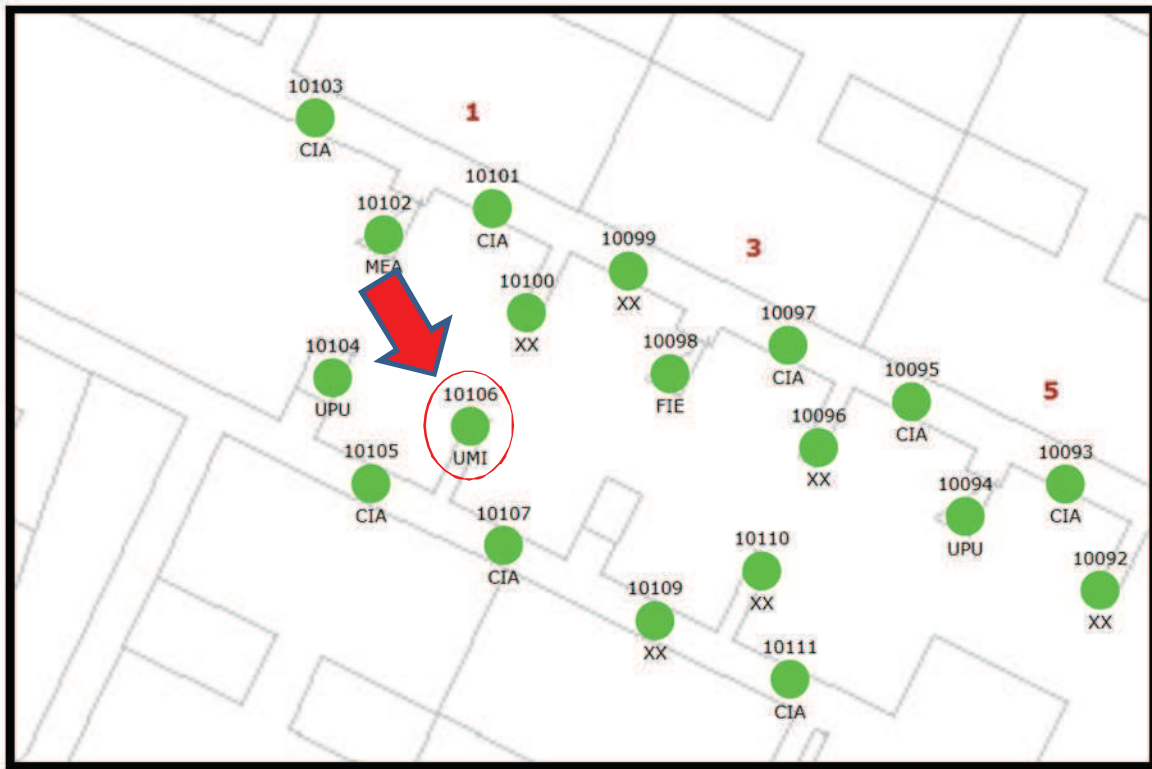 10103
CIA
1
10101
CIA
10102
MEA
10099
XX
3
10100
XX
10097
CIA
10098
FIE
10104
UPU
10095
CIA
5
10106
UMI
10096
XX
10105
CIA
10093
CIA
10094
UPU
10107
CIA
10110
XX
10092
XX
10109
XX
10111
CIA